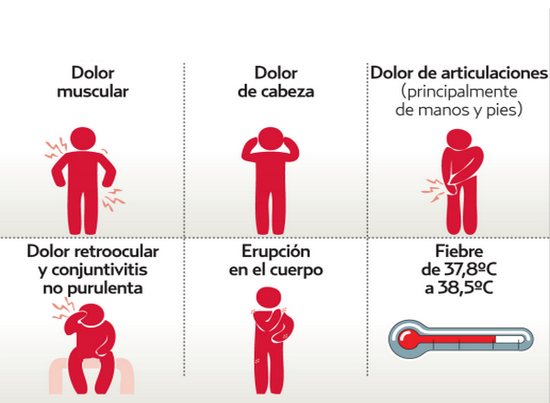 Dolor
muscular
Dolor
de cabeza
Dolor de articulaciones
(principalmente
de manos y pies)
Dolor retroocular
y conjuntivitis
no purulenta
Erupción
en el cuerpo
Fiebre
de 37,8ºC
a 38,5ºC